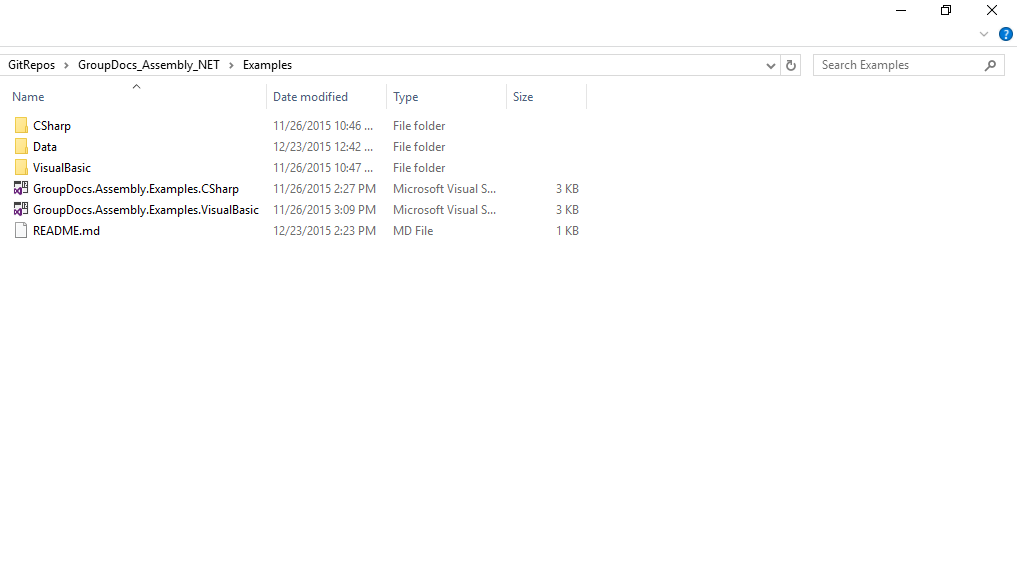 ?
GitRepos > GroupDocs_Assembly_NET > Examples Search Examples
Name Date modified Type Size
CSharp 11/26/2015 10:46 ... File folder
Data 12/23/2015 12:42 ... File folder
VisualBasic 11/26/2015 10:47 ... File folder
GroupDocs.Assembly.Examples.CSharp 11/26/2015 2:27 PM Microsoft Visual S... 3 KB
GroupDocs.Assembly.Examples.VisualBasic 11/26/2015 3:09 PM Microsoft Visual S... 3 KB
README.md 12/23/2015 2:23 PM MD File 1 KB